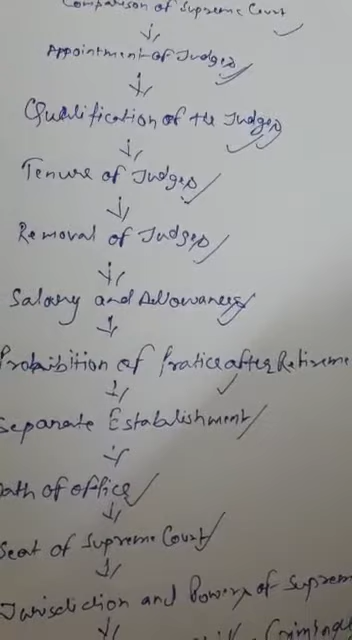 Comparison of Supreme Court
Appointment of Judges
Qualification of the Judges
Tenure of Judges
Removal of Judges
Salary and Allowances
Prohibition of Pratice after Retireme
Separate Establishment
Oath of office
Seat of Supreme Court
Jurisdiction and Powers of Supreme
Criminal